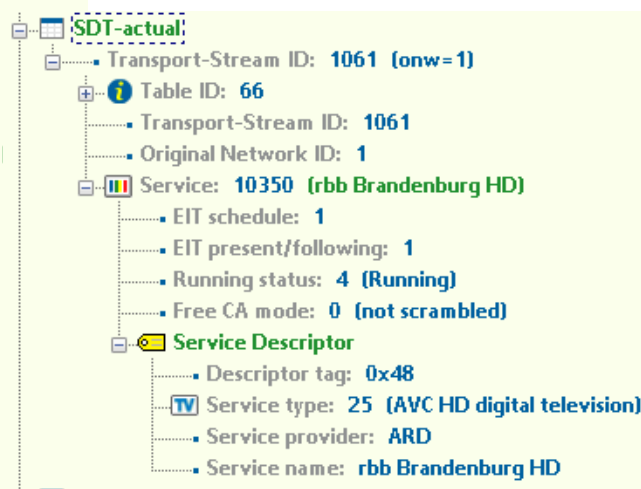 SDT-actual
Transport-Stream ID: 1061 (onw=1)
Table ID: 66
Transport-Stream ID: 1061
Original Network ID: 1
Service: 10350 (rbb Brandenburg HD)
EIT schedule: 1
EIT present/following: 1
Running status: 4 (Running)
Free CA mode: 0 (not scrambled)
Service Descriptor
Descriptor tag: 0x48
TV Service type: 25 (AVC HD digital television)
Service provider: ARD
Service name: rbb Brandenburg HD